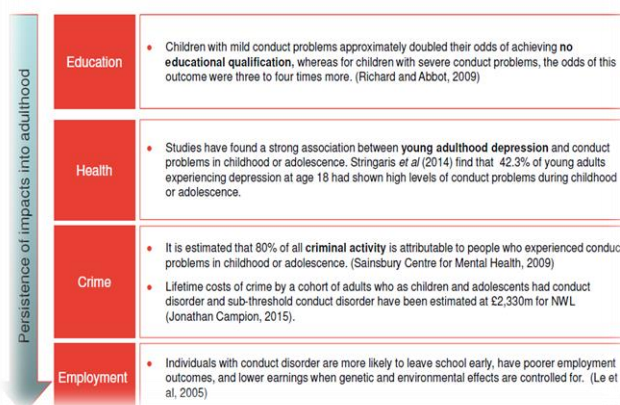 Persistence of impacts into adulthood
Education
• Children with mild conduct problems approximately doubled their odds of achieving no
educational qualification, whereas for children with severe conduct problems, the odds of this
outcome were three to four times more. (Richard and Abbot, 2009)
Health
• Studies have found a strong association between young adulthood depression and conduct
problems in childhood or adolescence. Stringaris et al (2014) find that 42.3% of young adults
experiencing depression at age 18 had shown high levels of conduct problems during childhood
or adolescence.
Crime
• It is estimated that 80% of all criminal activity is attributable to people who experienced conduc
problems in childhood or adolescence. (Sainsbury Centre for Mental Health, 2009)
• Lifetime costs of crime by a cohort of adults who as children and adolescents had conduct
disorder and sub-threshold conduct disorder have been estimated at £2,330m for NWL
(Jonathan Campion, 2015).
Employment
• Individuals with conduct disorder are more likely to leave school early, have poorer employment
outcomes, and lower earnings when genetic and environmental effects are controlled for. (Le et
al, 2005)